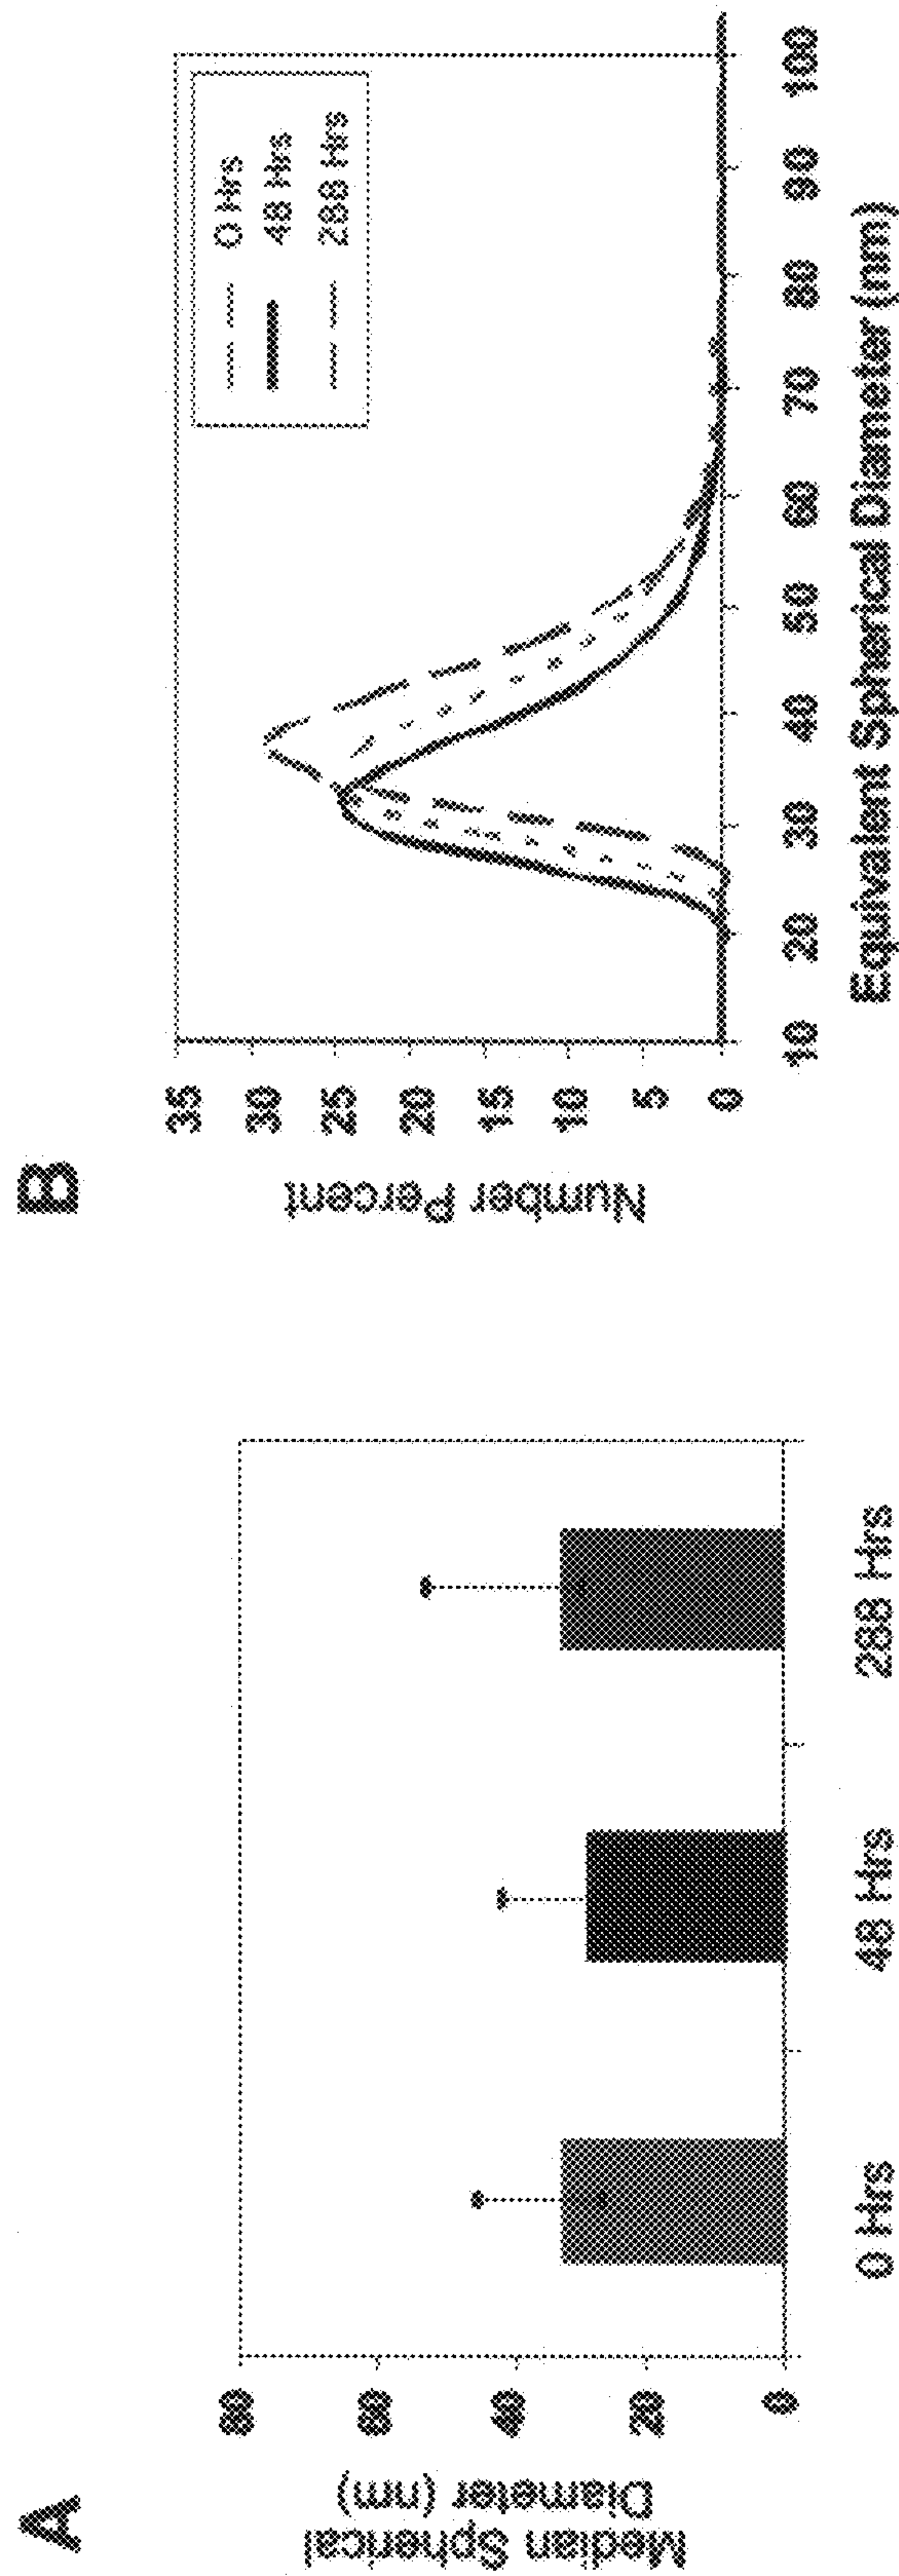 A
Median Spherical
Diameter (nm)
80
60
40
20
0
0 Hrs
48 Hrs
288 Hrs
B
Number Percent
35
30
25
20
15
10
5
0
0 Hrs
48 Hrs
288 Hrs
10
20
30
40
50
60
70
80
90
100
Equivalent Spherical Diameter (nm)